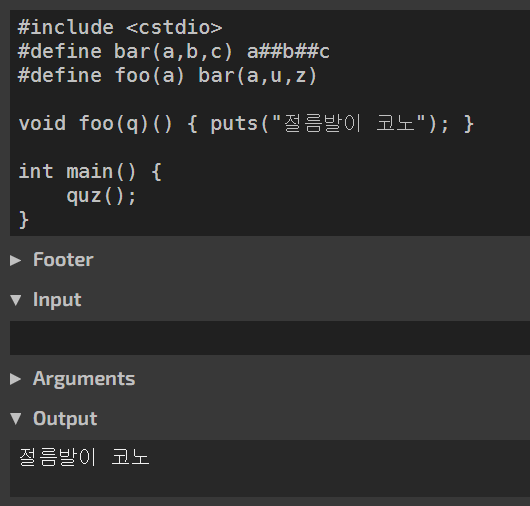 #include <cstdio>
#define bar(a,b,c) a##b##c
#define foo(a) bar(a,u,z)
void foo(q)() { puts("절름발이 코노"); }
int main() {
quz();
}
▶ Footer
▼ Input
▶ Arguments
▼ Output
절름발이 코노